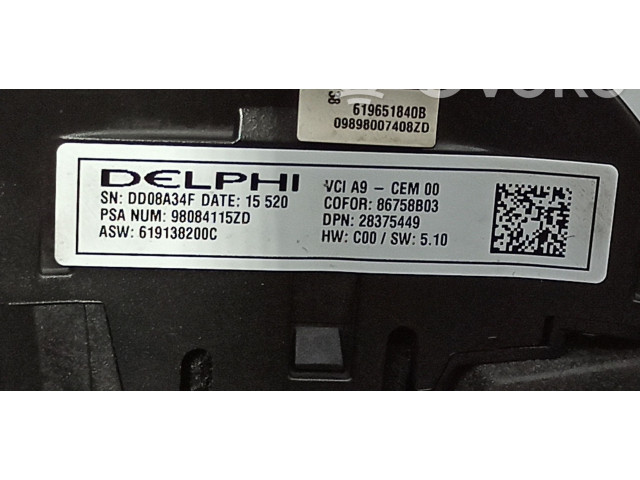 619651840B
09898007408ZD
DELPHI
SN: DD08A34F DATE: 15 520
PSA NUM: 98084115ZD
ASW: 619138200C
VCI A9 - CEM 00
COFOR: 86758B03
DPN: 28375449
HW: C00 / SW: 5.10